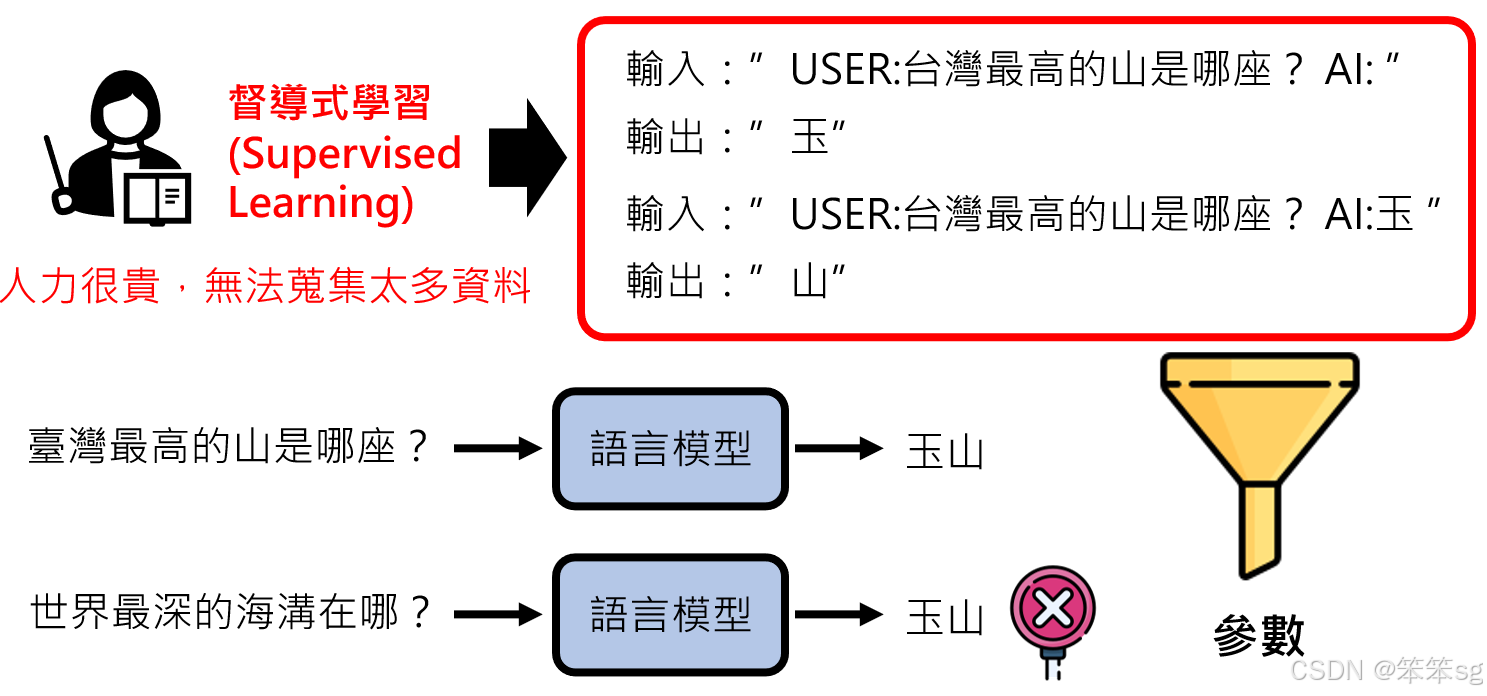 輸入：” USER:台灣最高的山是哪座？ AI: ”
督導式學習
(Supervised
Learning)
輸出：” 玉”
輸入：” USER:台灣最高的山是哪座？ AI:玉 ”
輸出：” 山”
人力很貴，無法蒐集太多資料
臺灣最高的山是哪座？
語言模型
玉山
世界最深的海溝在哪？
語言模型
玉山
參數
CSDN @笨笨sg